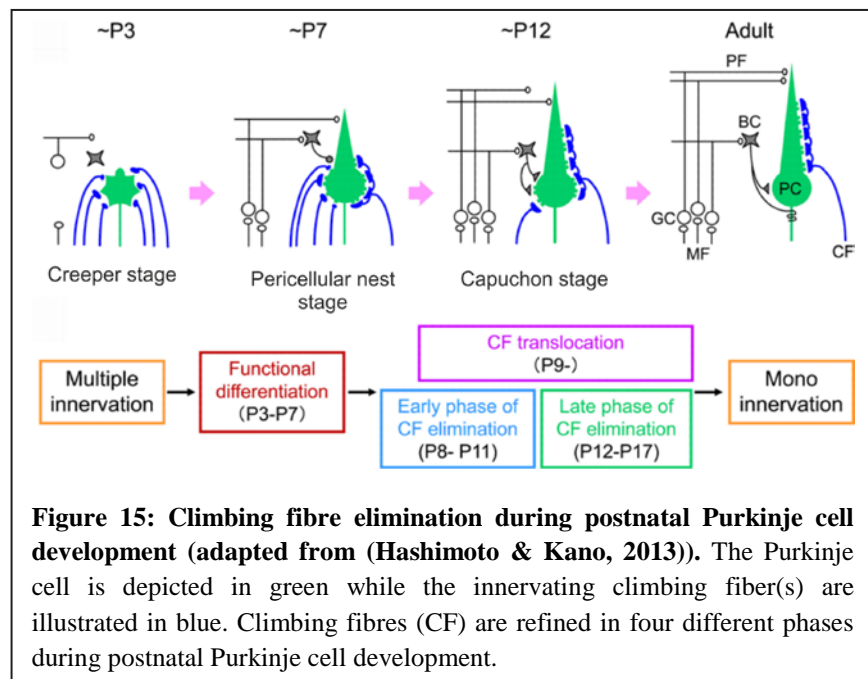 ~P3
~P7
~P12
Adult
PF
BC
PC
GC
MF
CF
Creeper stage
Pericellular nest
stage
Capuchon stage
CF translocation
(P9-)
Multiple
innervation
Functional
differentiation
(P3-P7)
Early phase of
CF elimination
(P8- P11)
Late phase of
CF elimination
(P12-P17)
Mono
innervation
Figure 15: Climbing fibre elimination during postnatal Purkinje cell
development (adapted from (Hashimoto & Kano, 2013)). The Purkinje
cell is depicted in green while the innervating climbing fiber(s) are
illustrated in blue. Climbing fibres (CF) are refined in four different phases
during postnatal Purkinje cell development.